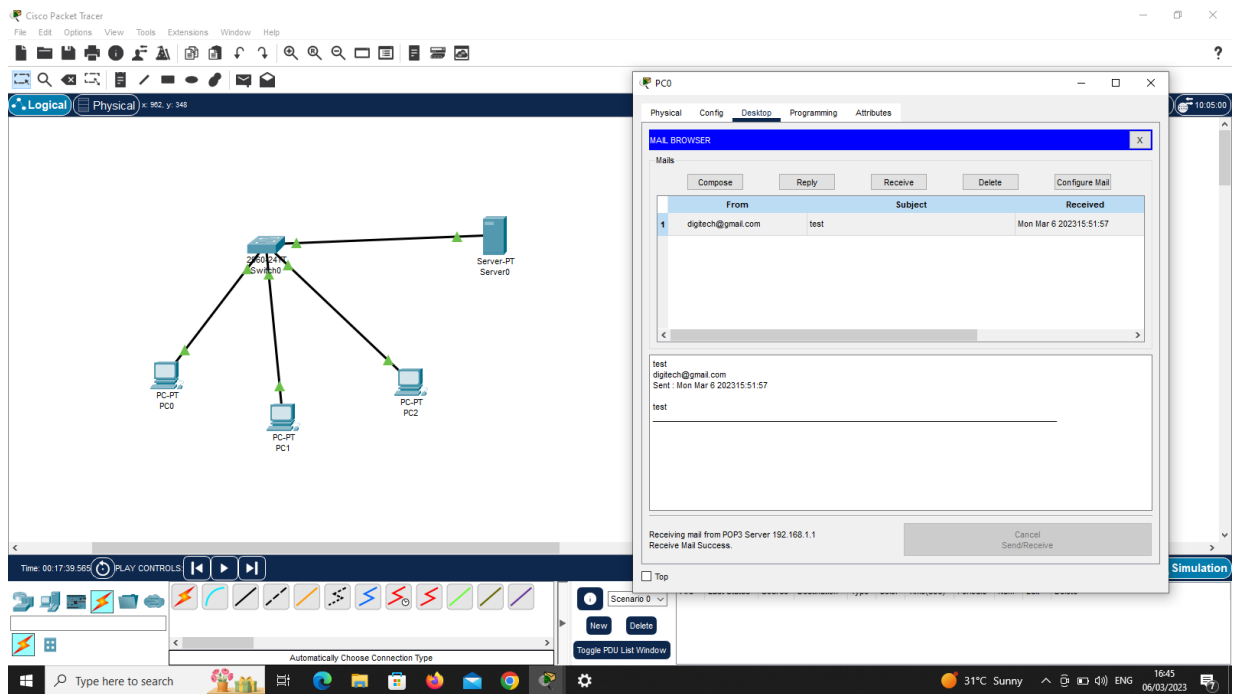 Cisco Packet Tracer
File Edit Options View Tools Extensions Window Help
?
Logical Physical x: 962, y: 348
10:05:00
2960-24TT
Switch0
Server-PT
Server0
PC-PT
PC0
PC-PT
PC1
PC-PT
PC2
PC0
Physical Config Desktop Programming Attributes
MAIL BROWSER X
Mails
Compose Reply Receive Delete Configure Mail
From Subject Received
1 digitech@gmail.com test Mon Mar 6 202315:51:57
test
digitech@gmail.com
Sent : Mon Mar 6 202315:51:57
test
Receiving mail from POP3 Server 192.168.1.1
Receive Mail Success.
Cancel
Send/Receive
Top
Time: 00:17:39.565 PLAY CONTROLS:
Simulation
Scenario 0
New Delete
Toggle PDU List Window
Automatically Choose Connection Type
Type here to search
31°C Sunny
ENG
16:45
06/03/2023
7